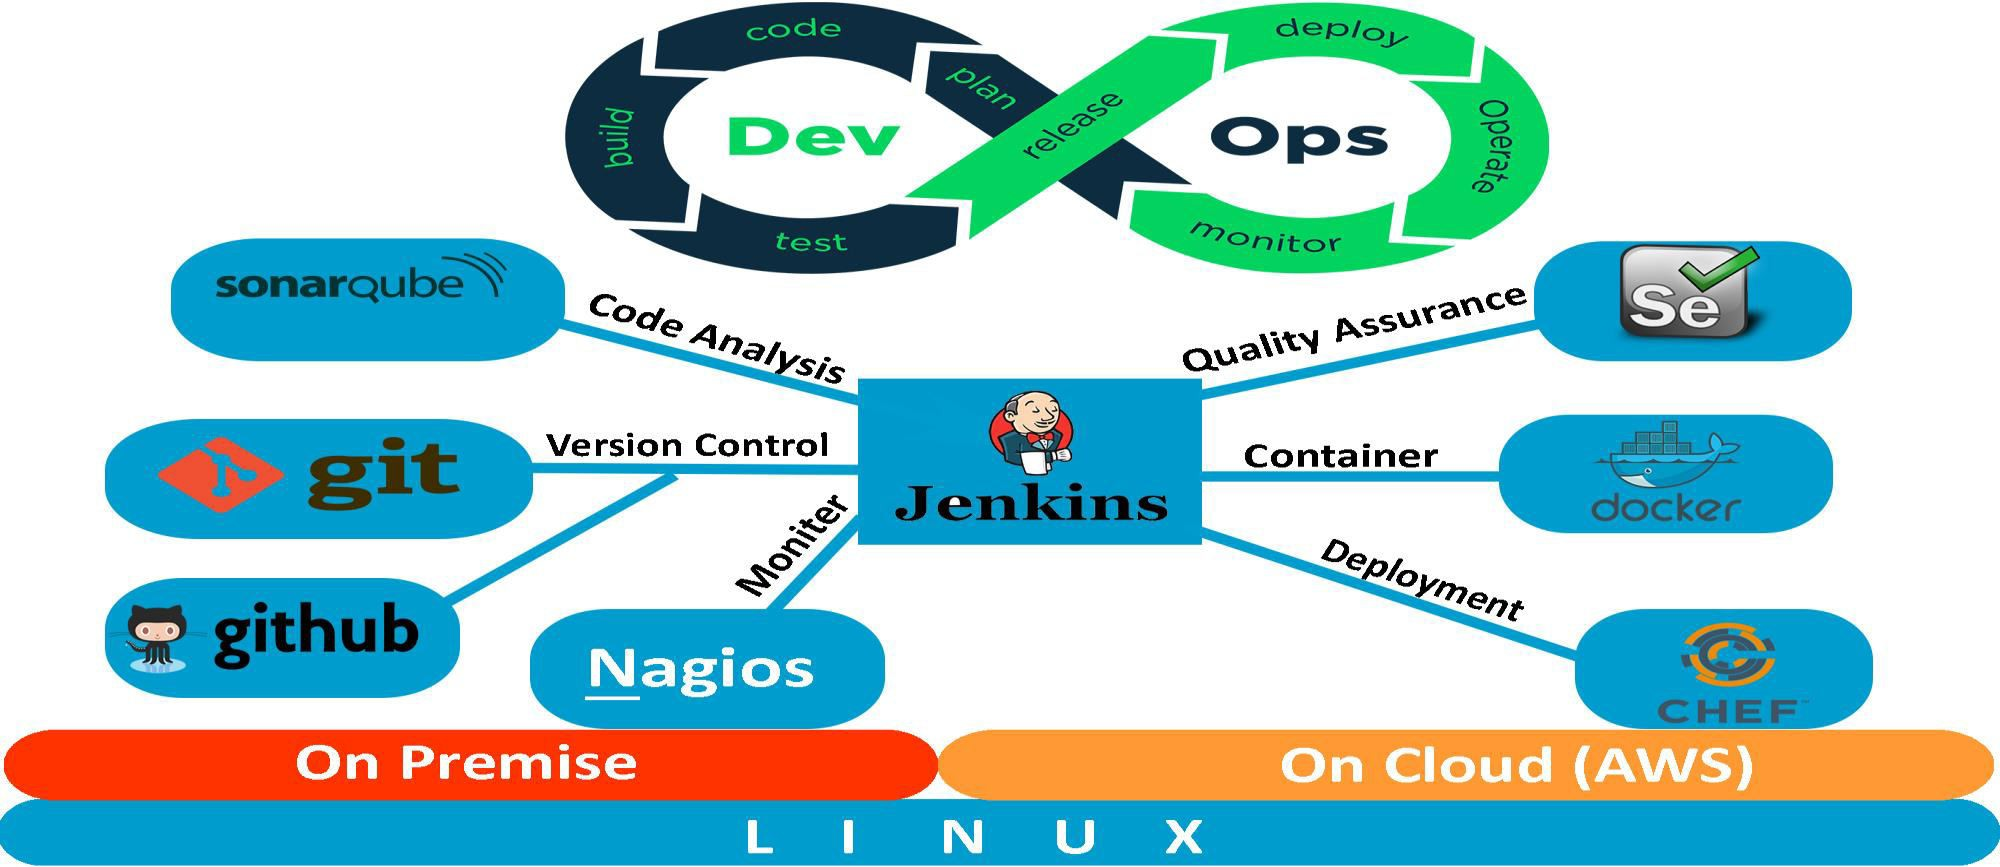 code
plan
build
test
release
deploy
Operate
monitor
Dev
Ops
sonarqube
Code Analysis
Quality Assurance
Se
git
Version Control
Jenkins
Container
docker
github
Moniter
Nagios
Deployment
CHEF™
On Premise
On Cloud (AWS)
L I N U X